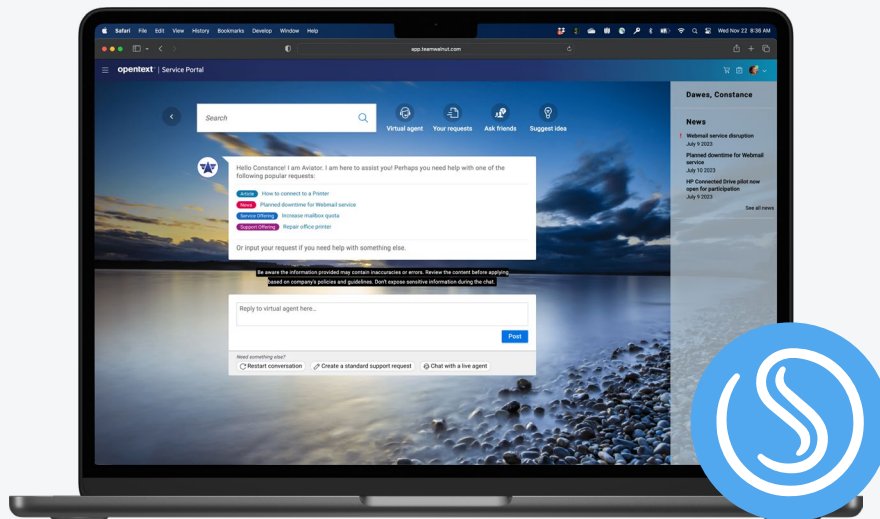 Safari File Edit View History Bookmarks Develop Window Help
Wed Nov 22 8:36 AM
app.teamwalnut.com
opentext™ | Service Portal
Search
Virtual agent Your requests Ask friends Suggest idea
Dawes, Constance
News
! Webmail service disruption
July 9 2023
Planned downtime for Webmail
service
July 10 2023
HP Connected Drive pilot now
open for participation
July 9 2023
See all news
Hello Constance! I am Aviator. I am here to assist you! Perhaps you need help with one of the
following popular requests:
Article How to connect to a Printer
News Planned downtime for Webmail service
Service Offering Increase mailbox quota
Support Offering Repair office printer
Or input your request if you need help with something else.
Be aware the information provided may contain inaccuracies or errors. Review the content before applying
based on company's policies and guidelines. Don't expose sensitive information during the chat.
Reply to virtual agent here...
Post
Need something else?
Restart conversation Create a standard support request Chat with a live agent